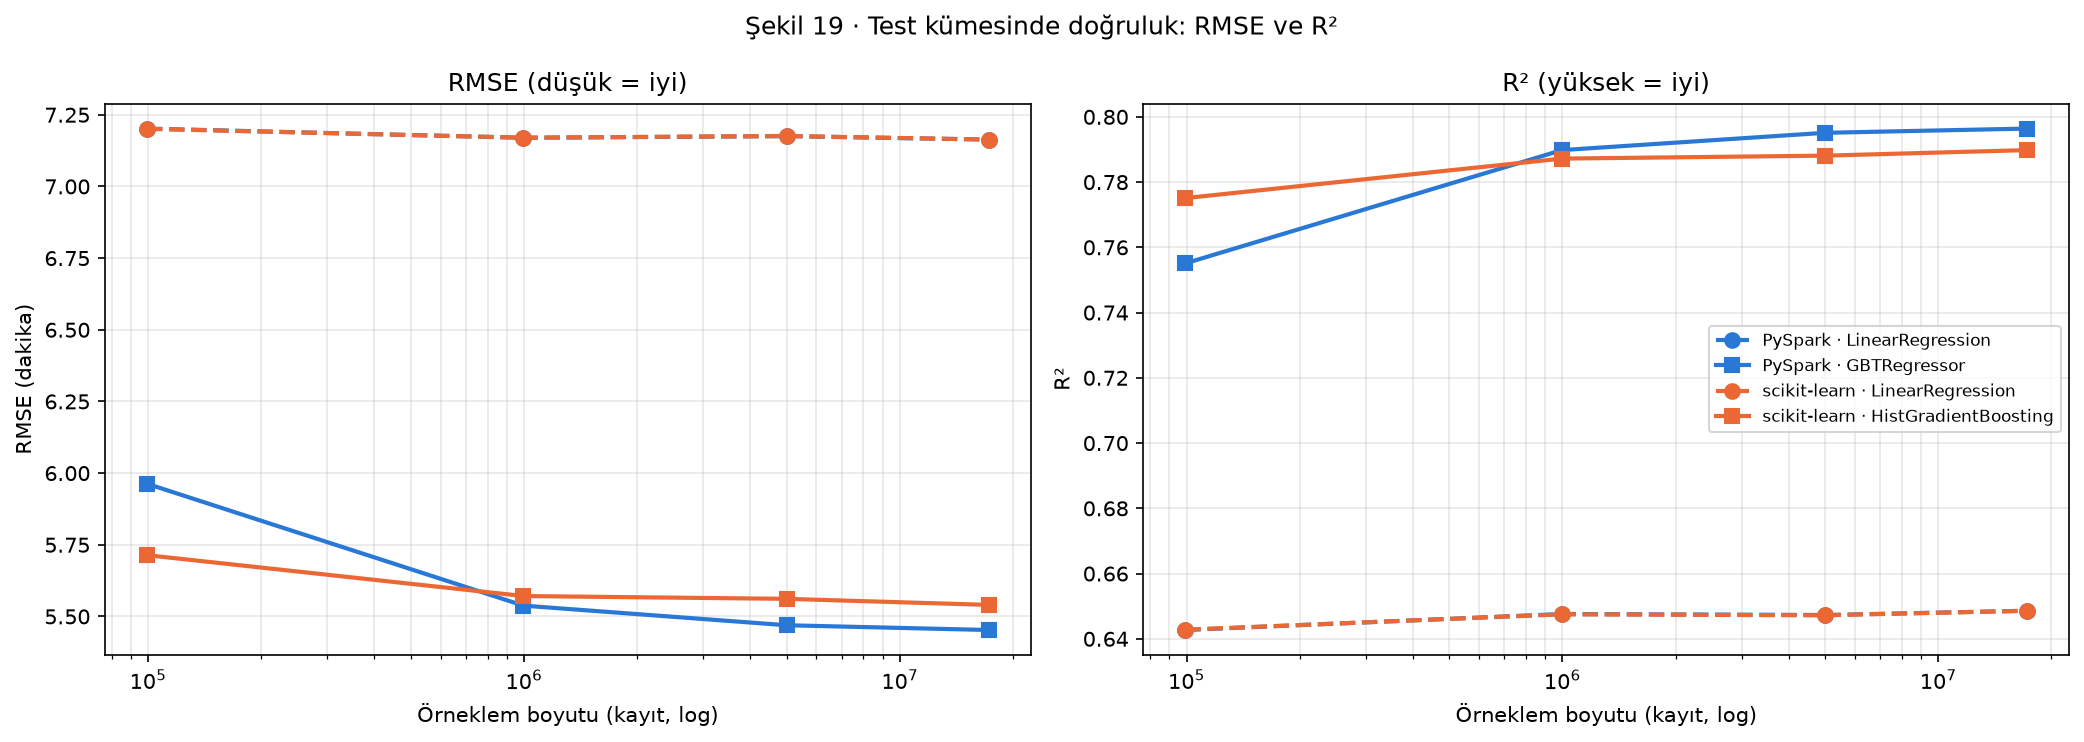 Şekil 19 · Test kümesinde doğruluk: RMSE ve R²
RMSE (düşük = iyi)
7.25
7.00
6.75
6.50
6.25
6.00
5.75
5.50
RMSE (dakika)
10⁵
10⁶
10⁷
Örneklem boyutu (kayıt, log)
R² (yüksek = iyi)
0.80
0.78
0.76
0.74
0.72
0.70
0.68
0.66
0.64
R²
PySpark · LinearRegression
PySpark · GBTRegressor
scikit-learn · LinearRegression
scikit-learn · HistGradientBoosting
10⁵
10⁶
10⁷
Örneklem boyutu (kayıt, log)